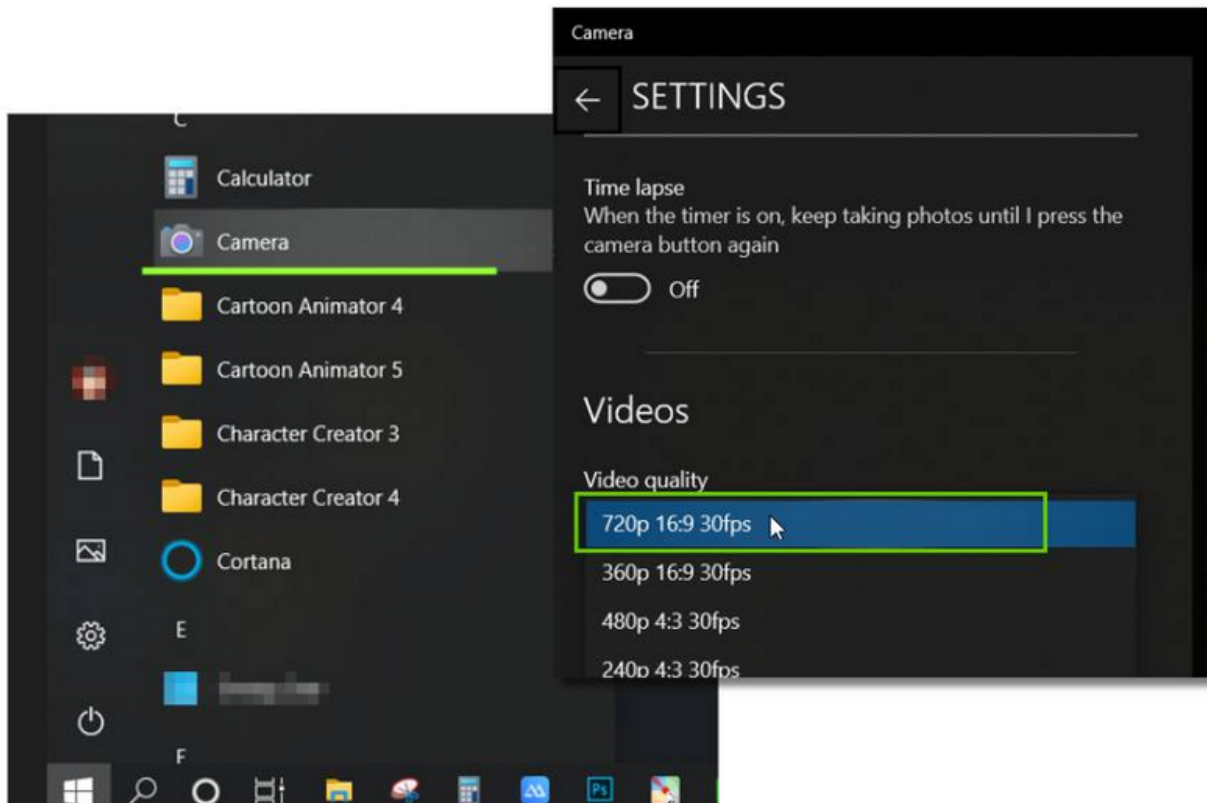 C
Calculator
Camera
Cartoon Animator 4
Cartoon Animator 5
Character Creator 3
Character Creator 4
Cortana
E
F
Ps
Camera
SETTINGS
Time lapse
When the timer is on, keep taking photos until I press the
camera button again
Off
Videos
Video quality
720p 16:9 30fps
360p 16:9 30fps
480p 4:3 30fps
240p 4:3 30fps